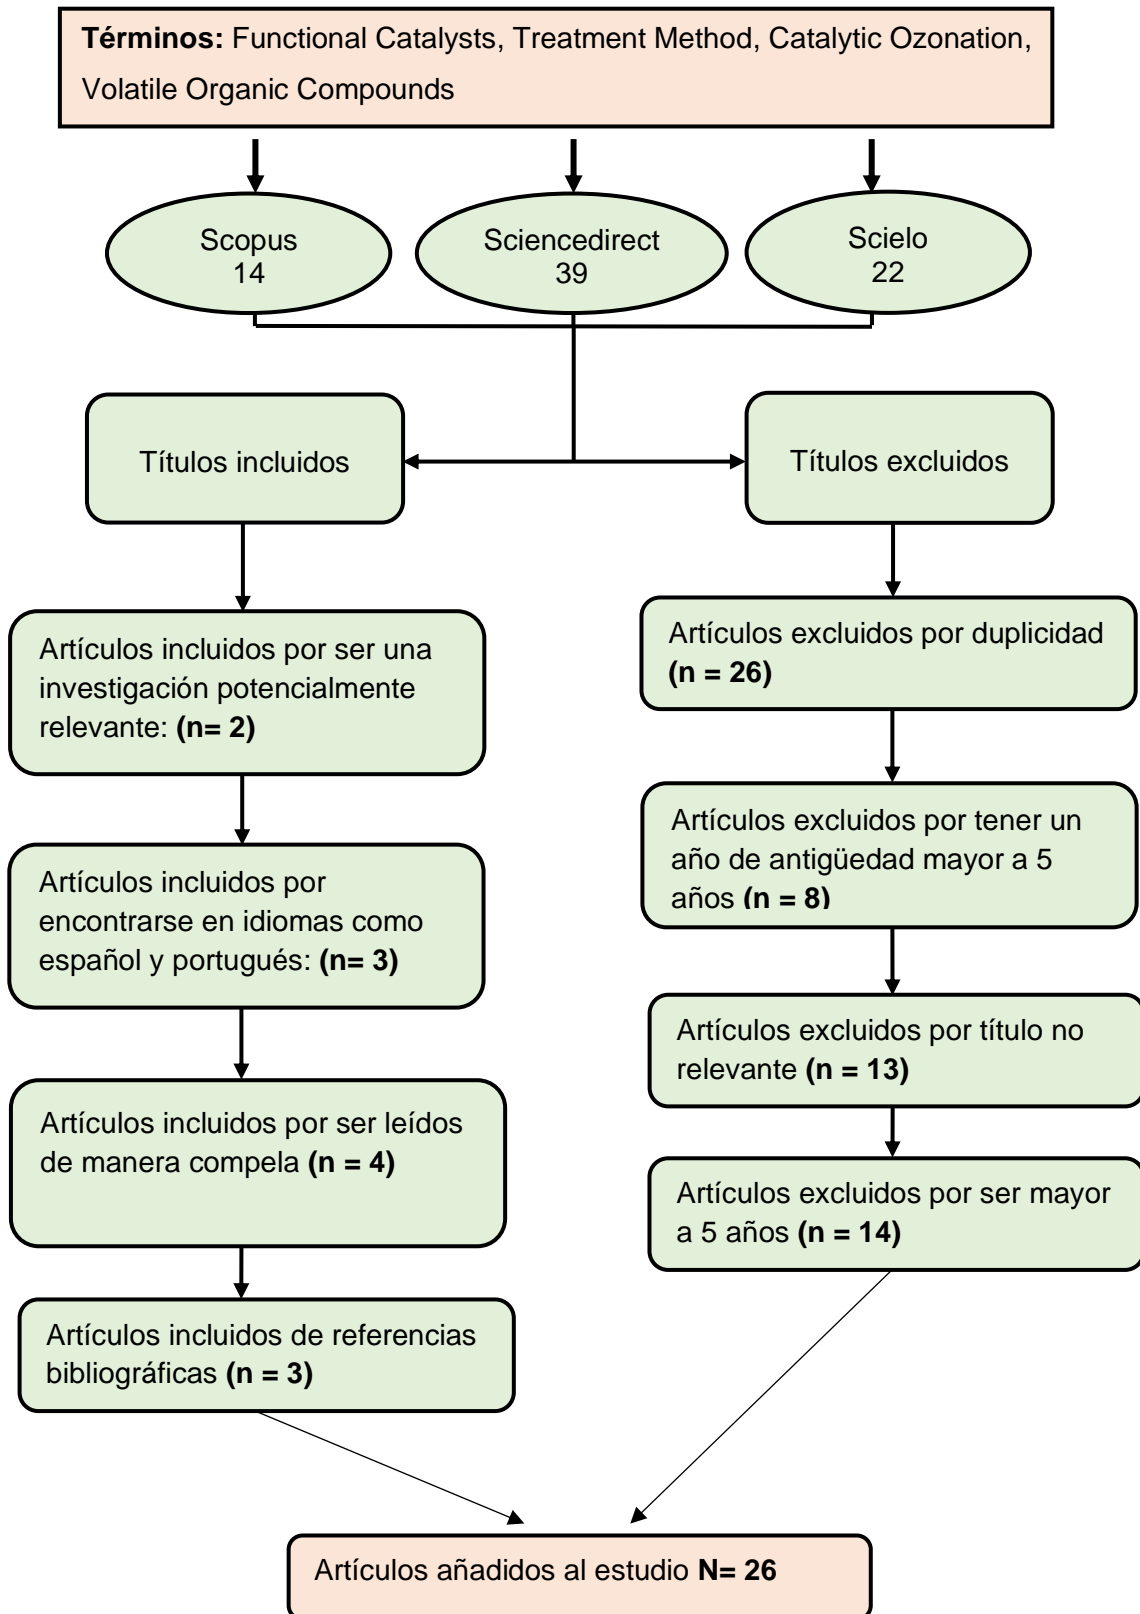 Términos: Functional Catalysts, Treatment Method, Catalytic Ozonation,
Volatile Organic Compounds
Scopus
14
Sciencedirect
39
Scielo
22
Títulos incluidos
Títulos excluidos
Artículos incluidos por ser una
investigación potencialmente
relevante: (n= 2)
Artículos incluidos por
encontrarse en idiomas como
español y portugués: (n= 3)
Artículos incluidos por ser leídos
de manera compela (n = 4)
Artículos incluidos de referencias
bibliográficas (n = 3)
Artículos excluidos por duplicidad
(n = 26)
Artículos excluidos por tener un
año de antigüedad mayor a 5
años (n = 8)
Artículos excluidos por título no
relevante (n = 13)
Artículos excluidos por ser mayor
a 5 años (n = 14)
Artículos añadidos al estudio N= 26